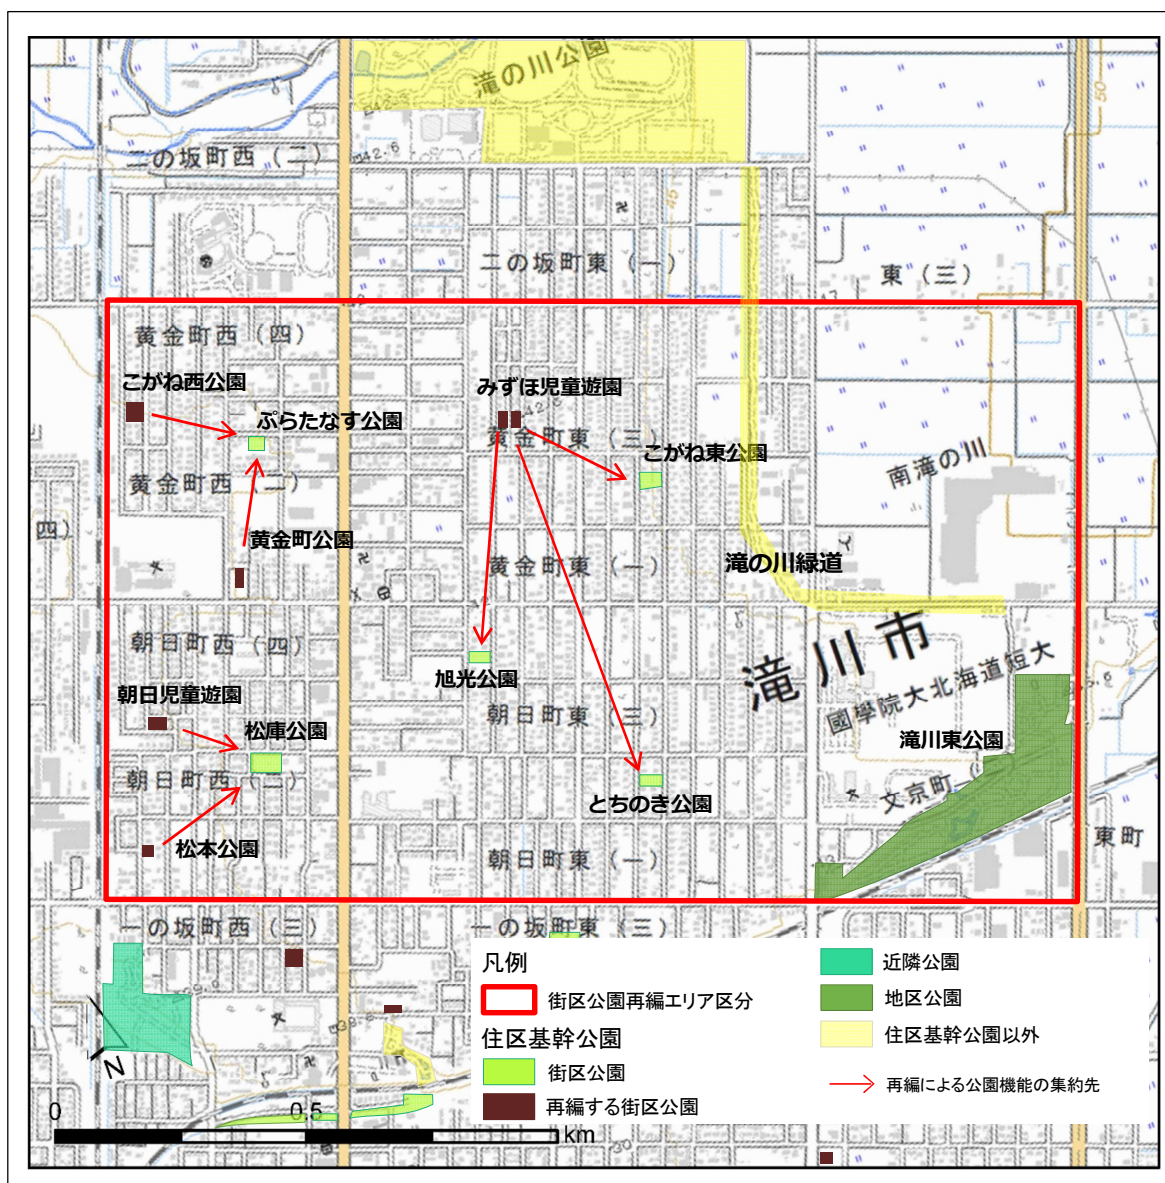 滝の川公園
42.6
二の坂町西(二)
45
50
二の坂町東(一)
東(三)
黄金町西(四)
こがね西公園
ぷらたなす公園
みずほ児童遊園
黄金町東(三)
こがね東公園
黄金町西(二)
南滝の川
(四)
黄金町公園
黄金町東(一)
滝の川緑道
朝日町西(四)
滝川市
旭光公園
國學院大北海道短大
朝日児童遊園
松庫公園
朝日町東(三)
滝川東公園
朝日町西(二)
とちのき公園
文京町
松本公園
朝日町東(一)
東町
一の坂町西(三)
一の坂町東(三)
凡例
街区公園再編エリア区分
住区基幹公園
街区公園
再編する街区公園
近隣公園
地区公園
住区基幹公園以外
再編による公園機能の集約先
N
0
0.5
km
30